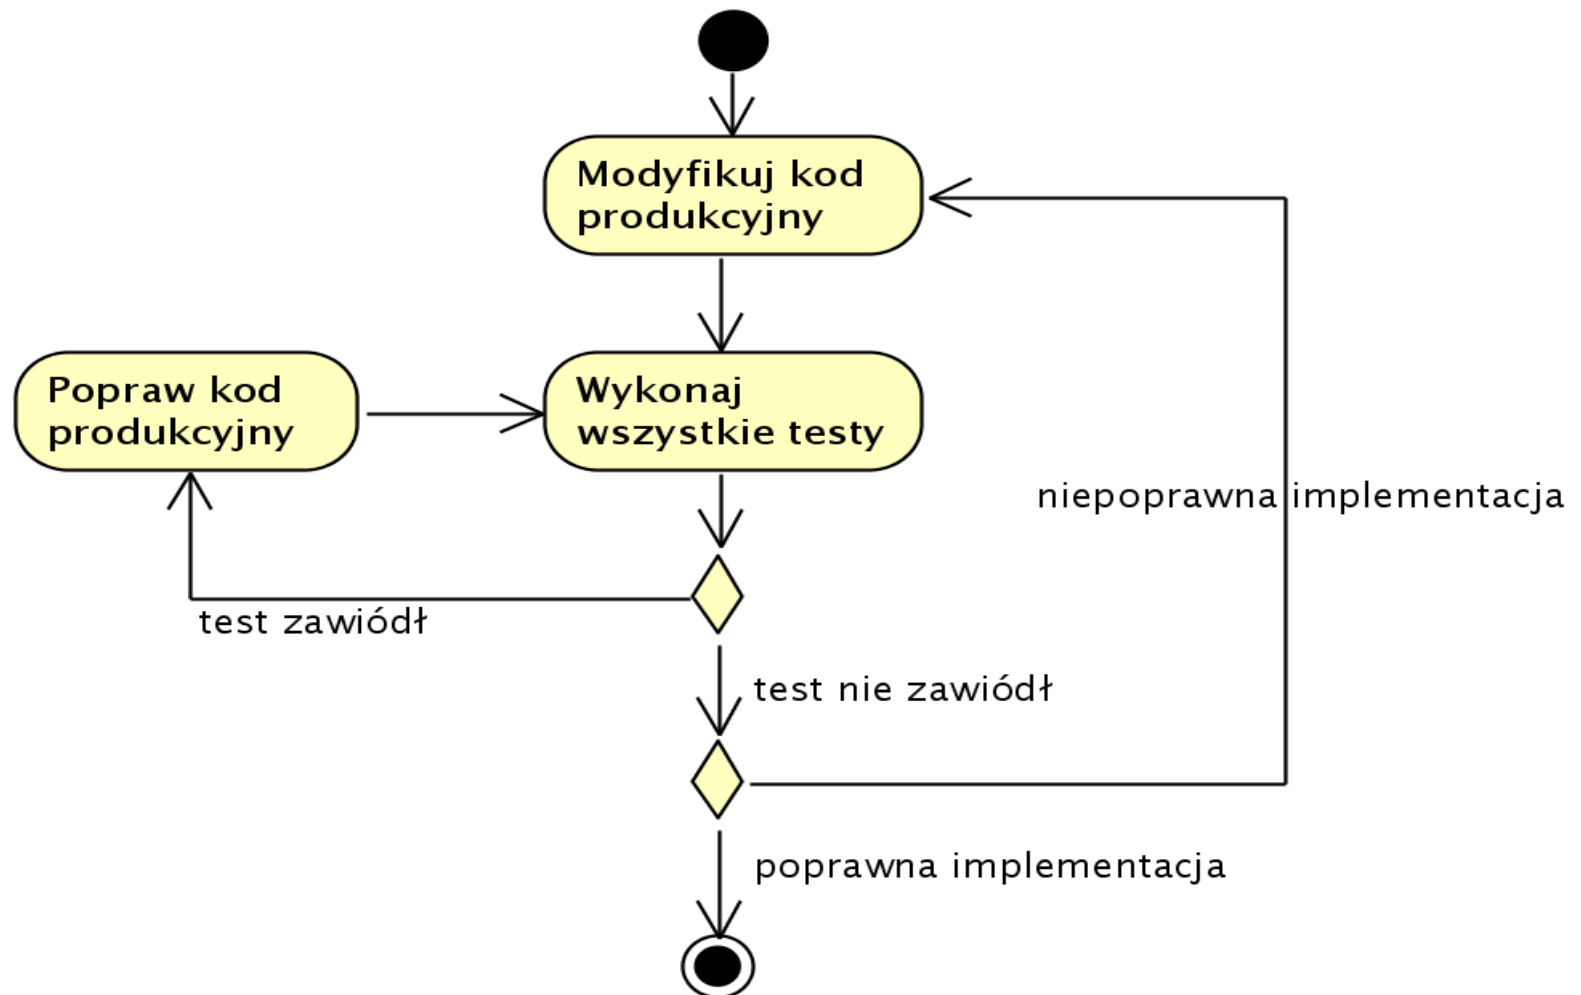 Modyfikuj kod
produkcyjny
Popraw kod
produkcyjny
Wykonaj
wszystkie testy
niepoprawna implementacja
test zawiódł
test nie zawiódł
poprawna implementacja